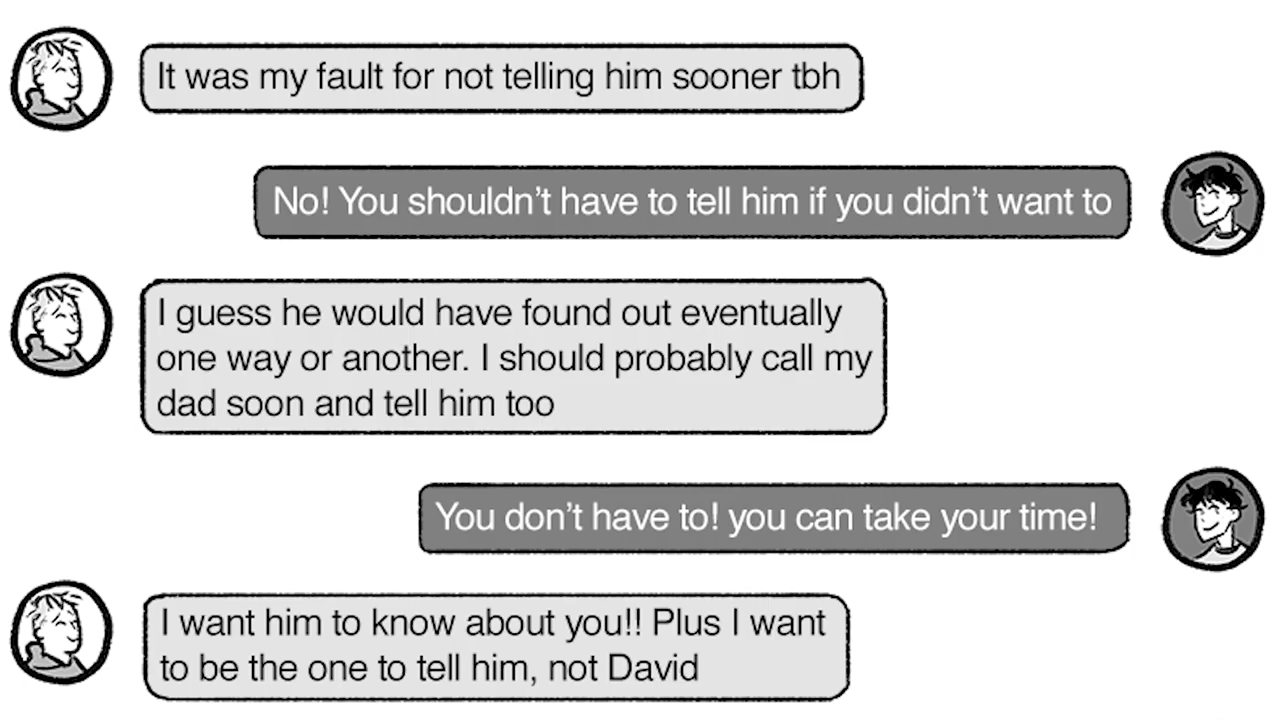 It was my fault for not telling him sooner tbh
No! You shouldn’t have to tell him if you didn’t want to
I guess he would have found out eventually
one way or another. I should probably call my
dad soon and tell him too
You don’t have to! you can take your time!
I want him to know about you!! Plus I want
to be the one to tell him, not David